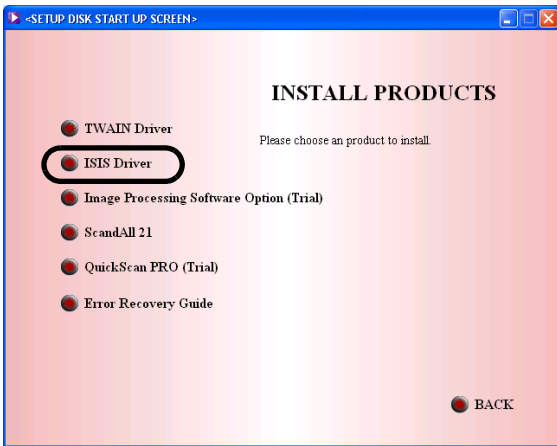 <SETUP DISK START UP SCREEN>
INSTALL PRODUCTS
Please choose an product to install.
TWAIN Driver
ISIS Driver
Image Processing Software Option (Trial)
ScandAll 21
QuickScan PRO (Trial)
Error Recovery Guide
BACK